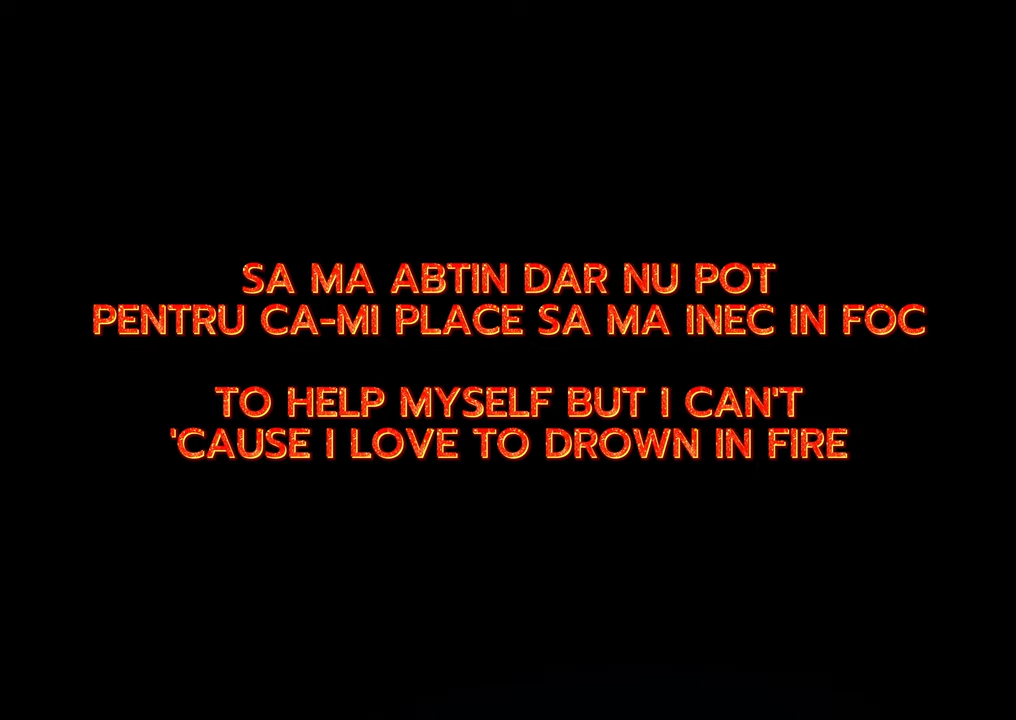 SA MA ABTIN DAR NU POT
PENTRU CA-MI PLACE SA MA INEC IN FOC
TO HELP MYSELF BUT I CAN'T
'CAUSE I LOVE TO DROWN IN FIRE